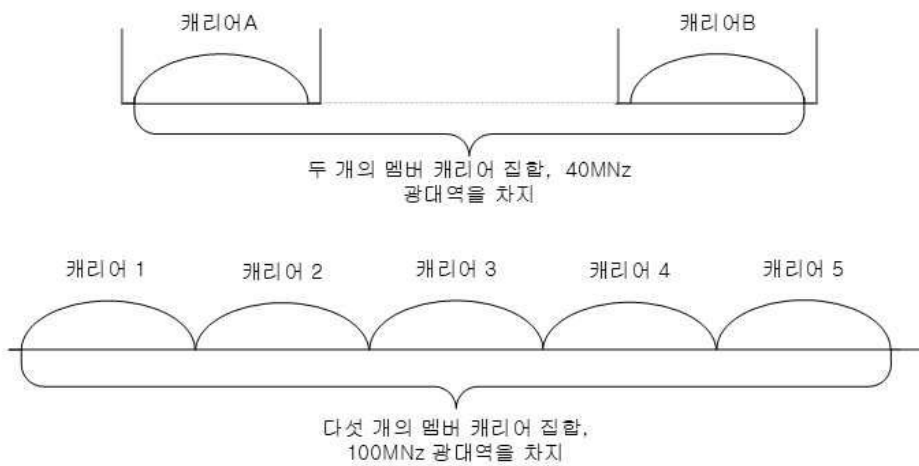 캐리어A
캐리어B
두 개의 멤버 캐리어 집합, 40MNz
광대역을 차지
캐리어 1
캐리어 2
캐리어 3
캐리어 4
캐리어 5
다섯 개의 멤버 캐리어 집합,
100MNz 광대역을 차지